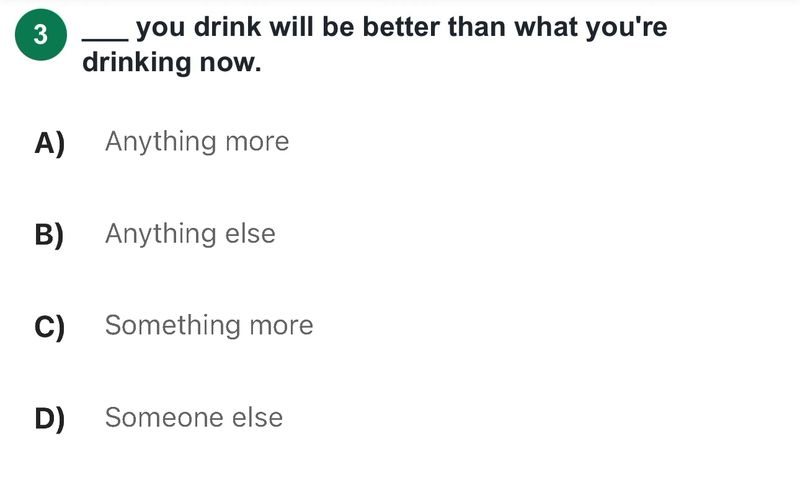 3 ___ you drink will be better than what you're
drinking now.
A) Anything more
B) Anything else
C) Something more
D) Someone else